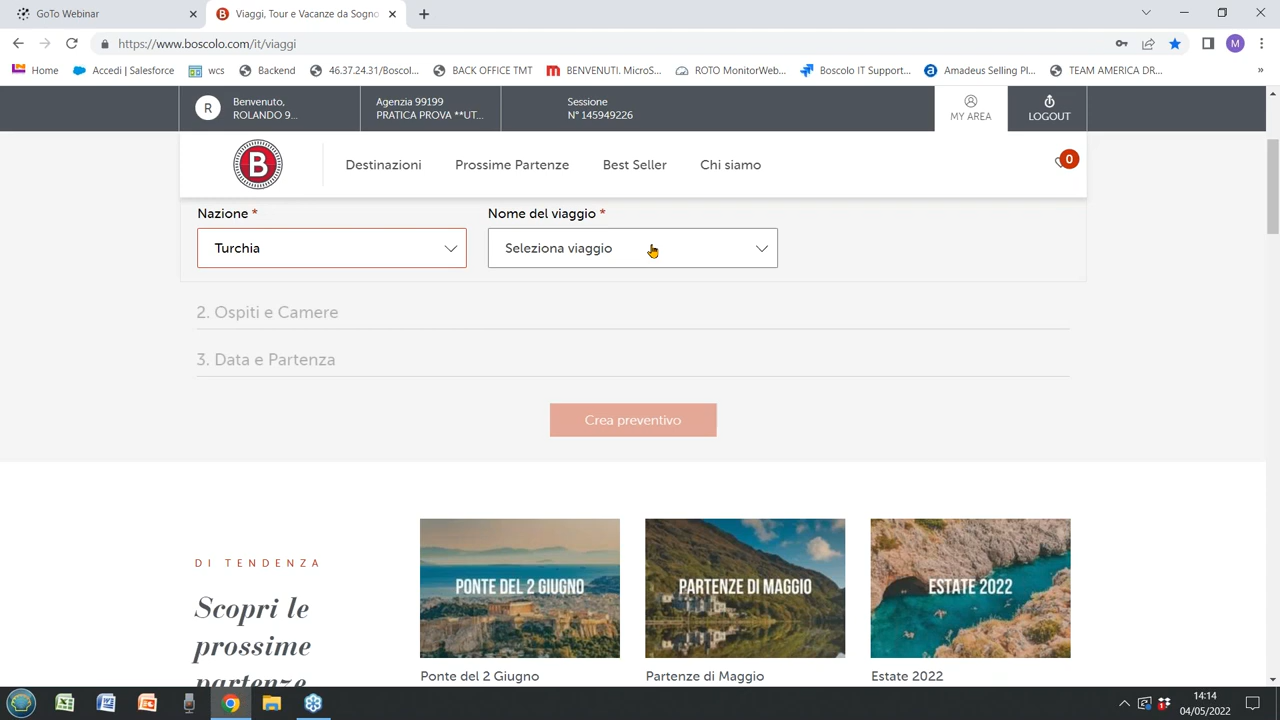 GoTo Webinar
Viaggi, Tour e Vacanze da Sogno
https://www.boscolo.com/it/viaggi
M
Home
Accedi | Salesforce
wcs
Backend
46.37.24.31/Boscol...
BACK OFFICE TMT
BENVENUTI. MicroS...
ROTO MonitorWeb...
Boscolo IT Support...
Amadeus Selling Pl...
TEAM AMERICA DR...
»
R
Benvenuto,
ROLANDO 9...
Agenzia 99199
PRATICA PROVA **UT...
Sessione
N° 145949226
MY AREA
LOGOUT
B
Destinazioni
Prossime Partenze
Best Seller
Chi siamo
0
Nazione *
Nome del viaggio *
Turchia
Seleziona viaggio
2. Ospiti e Camere
3. Data e Partenza
Crea preventivo
DI TENDENZA
Scopri le
prossime
partenze
PONTE DEL 2 GIUGNO
PARTENZE DI MAGGIO
ESTATE 2022
Ponte del 2 Giugno
Partenze di Maggio
Estate 2022
14:14
04/05/2022